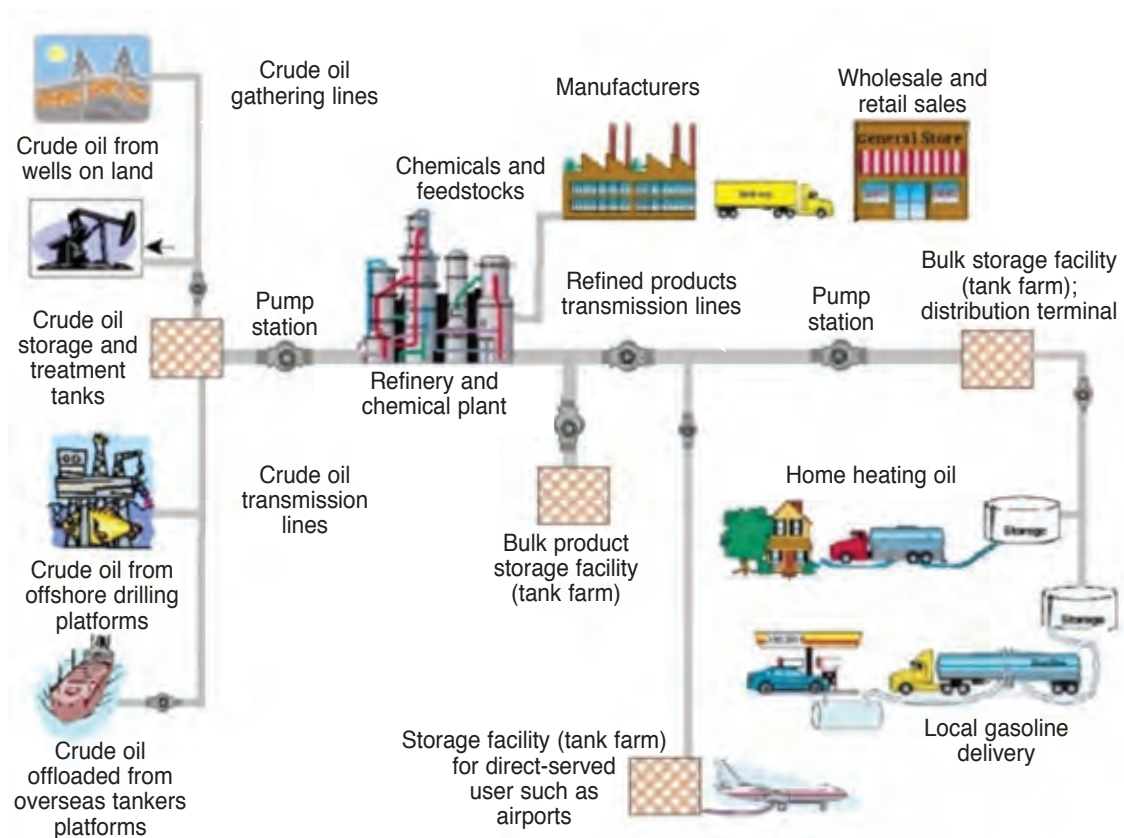 Crude oil
gathering lines
Manufacturers
Wholesale and
retail sales
General Store
Crude oil from
wells on land
Chemicals and
feedstocks
Crude oil
storage and
treatment
tanks
Pump
station
Refinery and
chemical plant
Refined products
transmission lines
Pump
station
Bulk storage facility
(tank farm);
distribution terminal
Crude oil
transmission
lines
Bulk product
storage facility
(tank farm)
Home heating oil
Storage
Storage
Crude oil from
offshore drilling
platforms
Local gasoline
delivery
Storage facility (tank farm)
for direct-served
user such as
airports
Crude oil
offloaded from
overseas tankers
platforms